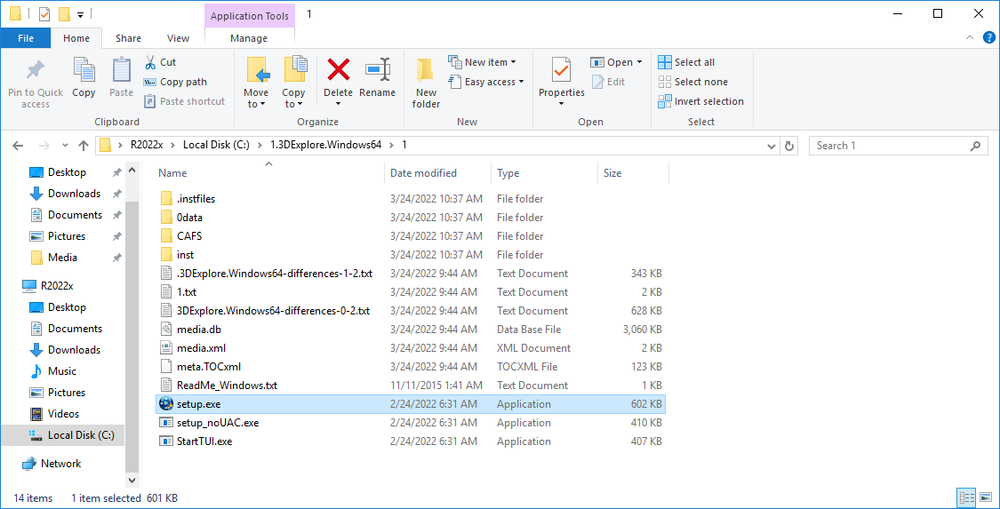 Application Tools 1
File Home Share View Manage
Pin to Quick access
Copy
Paste
Cut
Copy path
Paste shortcut
Clipboard
Move to
Copy to
Delete
Rename
Organize
New folder
New item
Easy access
New
Properties
Open
Edit
Open
Select all
Select none
Invert selection
Select
R2022x Local Disk (C:) 1.3DExplore.Windows64 1
Search 1
Desktop
Downloads
Documents
Pictures
Media
R2022x
Desktop
Documents
Downloads
Music
Pictures
Videos
Local Disk (C:)
Network
Name Date modified Type Size
.instfiles 3/24/2022 10:37 AM File folder
0data 3/24/2022 10:37 AM File folder
CAFS 3/24/2022 10:37 AM File folder
inst 3/24/2022 10:37 AM File folder
.3DExplore.Windows64-differences-1-2.txt 3/24/2022 9:44 AM Text Document 343 KB
1.txt 3/24/2022 9:44 AM Text Document 2 KB
3DExplore.Windows64-differences-0-2.txt 3/24/2022 9:44 AM Text Document 628 KB
media.db 3/24/2022 9:44 AM Data Base File 3,060 KB
media.xml 3/24/2022 9:44 AM XML Document 2 KB
meta.TOCxml 3/24/2022 9:44 AM TOCXML File 123 KB
ReadMe_Windows.txt 11/11/2015 1:41 AM Text Document 1 KB
setup.exe 2/24/2022 6:31 AM Application 602 KB
setup_noUAC.exe 2/24/2022 6:31 AM Application 410 KB
StartTUI.exe 2/24/2022 6:31 AM Application 407 KB
14 items 1 item selected 601 KB